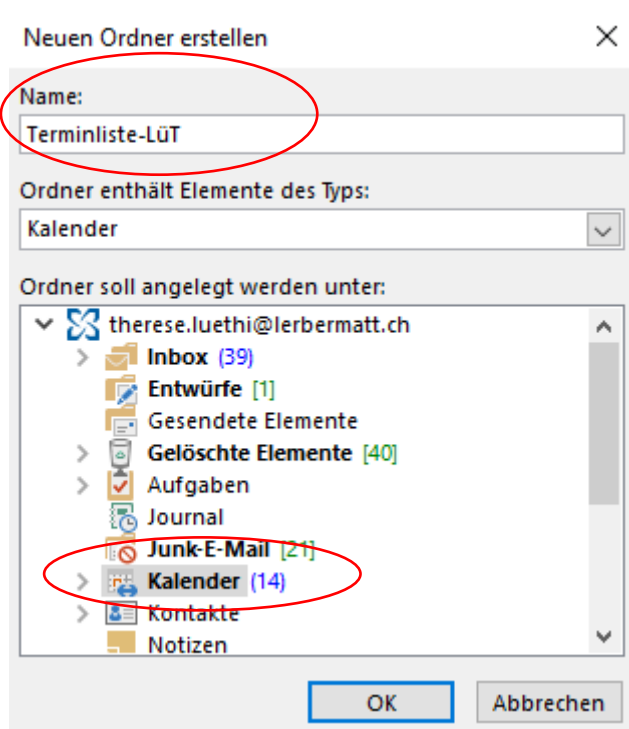 Neuen Ordner erstellen
Name:
Terminliste-LüT
Ordner enthält Elemente des Typs:
Kalender
Ordner soll angelegt werden unter:
therese.luethi@lerbermatt.ch
Inbox (39)
Entwürfe [1]
Gesendete Elemente
Gelöschte Elemente [40]
Aufgaben
Journal
Junk-E-Mail [21]
Kalender (14)
Kontakte
Notizen
OK Abbrechen